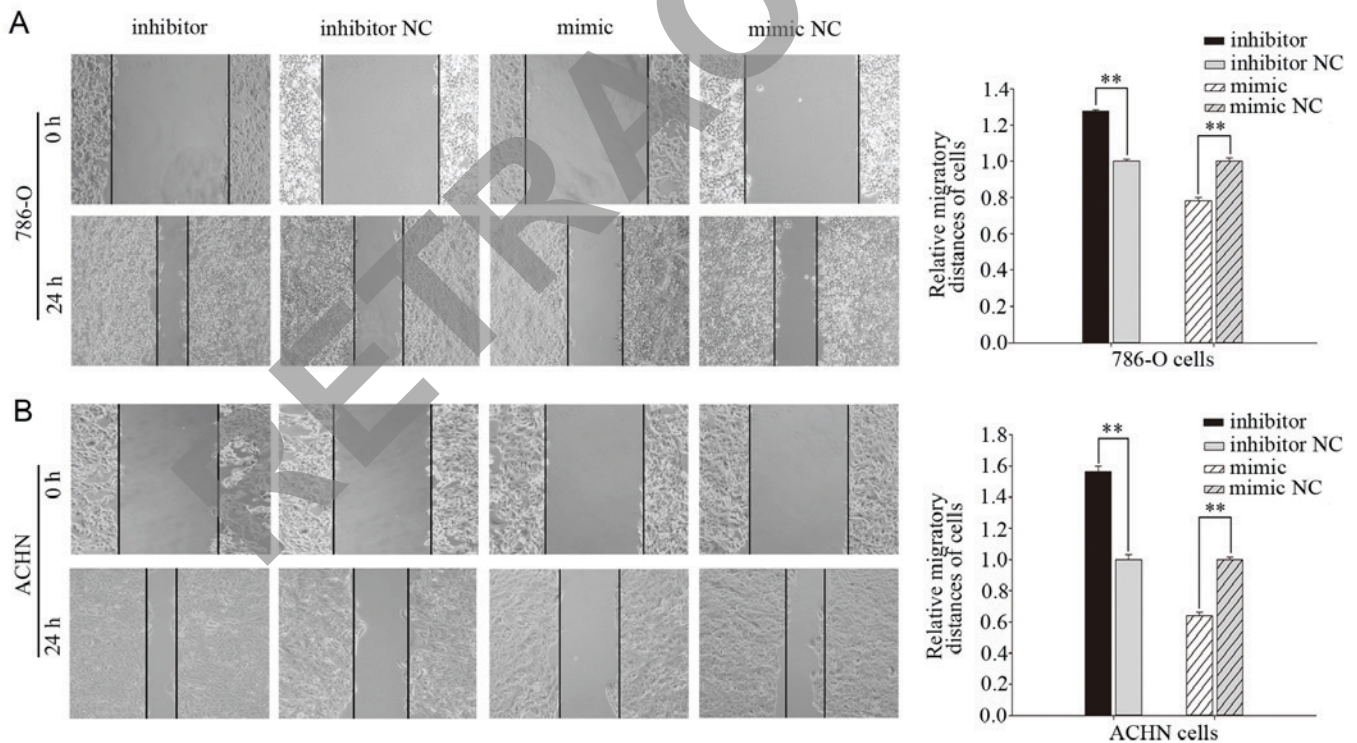 A
inhibitor
inhibitor NC
mimic
mimic NC
786-O
0 h
24 h
inhibitor
inhibitor NC
mimic
mimic NC
Relative migratory
distances of cells
1.4
1.2
1.0
0.8
0.6
0.4
0.2
0.0
**
**
786-O cells
B
ACHN
0 h
24 h
inhibitor
inhibitor NC
mimic
mimic NC
Relative migratory
distances of cells
1.8
1.6
1.4
1.2
1.0
0.8
0.6
0.4
0.2
0.0
**
**
ACHN cells
RETRAC